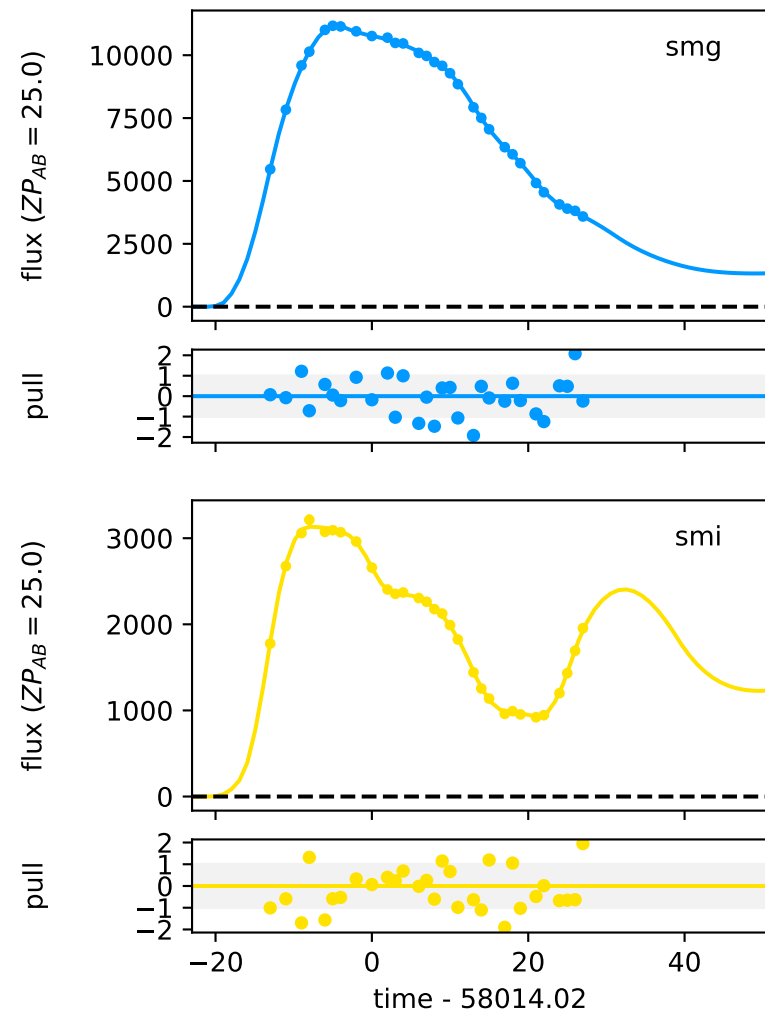 smg
flux (ZP_AB = 25.0)
10000
7500
5000
2500
0
pull
2
1
0
−1
−2
smi
flux (ZP_AB = 25.0)
3000
2000
1000
0
pull
2
1
0
−1
−2
−20 0 20 40
time - 58014.02